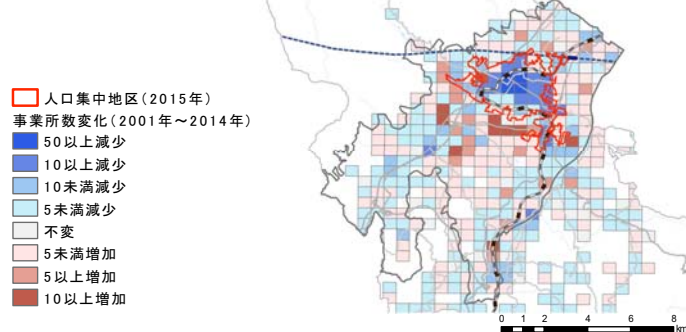 人口集中地区(2015年)
事業所数変化(2001年～2014年)
50以上減少
10以上減少
10未満減少
5未満減少
不変
5未満増加
5以上増加
10以上増加
0 1 2 4 6 8
km